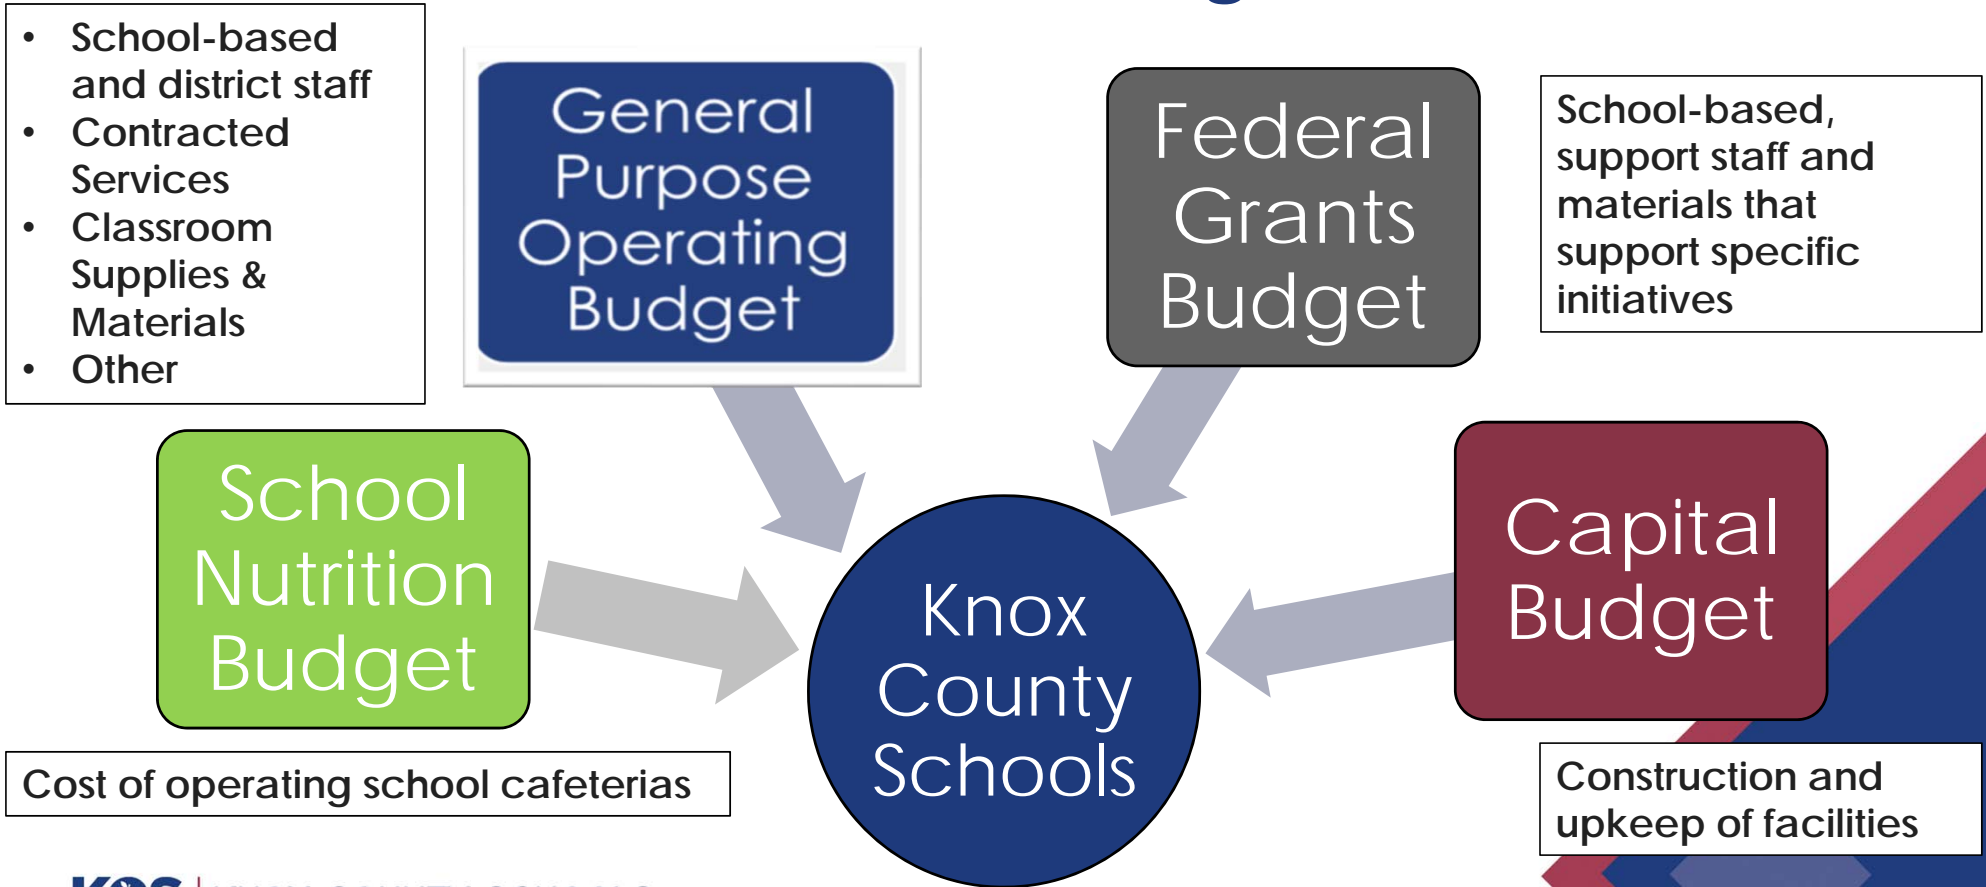 • School-based
and district staff
• Contracted
Services
• Classroom
Supplies &
Materials
• Other
General
Purpose
Operating
Budget
Federal
Grants
Budget
School-based,
support staff and
materials that
support specific
initiatives
School
Nutrition
Budget
Cost of operating school cafeterias
Knox
County
Schools
Capital
Budget
Construction and
upkeep of facilities